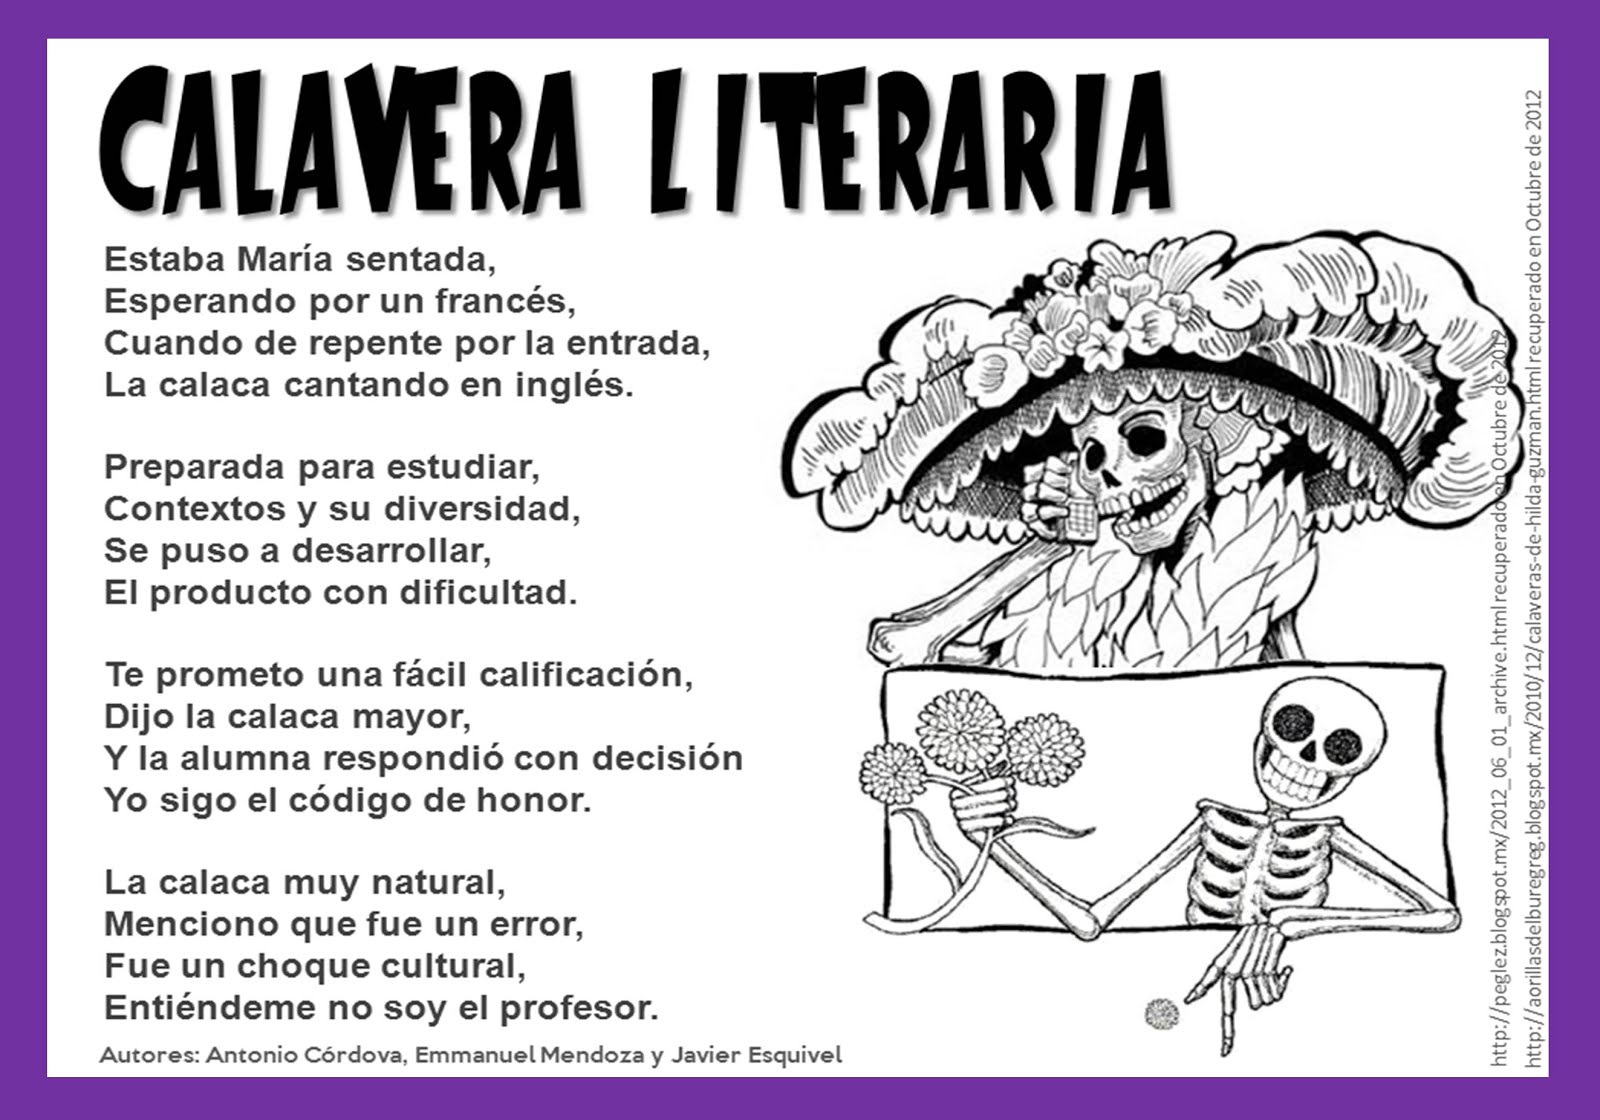 CALAVERA LITERARIA
Estaba María sentada,
Esperando por un francés,
Cuando de repente por la entrada,
La calaca cantando en inglés.
Preparada para estudiar,
Contextos y su diversidad,
Se puso a desarrollar,
El producto con dificultad.
Te prometo una fácil calificación,
Dijo la calaca mayor,
Y la alumna respondió con decisión
Yo sigo el código de honor.
La calaca muy natural,
Menciono que fue un error,
Fue un choque cultural,
Entiéndeme no soy el profesor.
Autores: Antonio Córdova, Emmanuel Mendoza y Javier Esquivel
http://peglez.blogspot.mx/2012_06_01_archive.html recuperado en Octubre de 2012
http://aorillasdelburegreg.blogspot.mx/2010/12/calaveras-de-hilda-guzman.html recuperado en Octubre de 2012